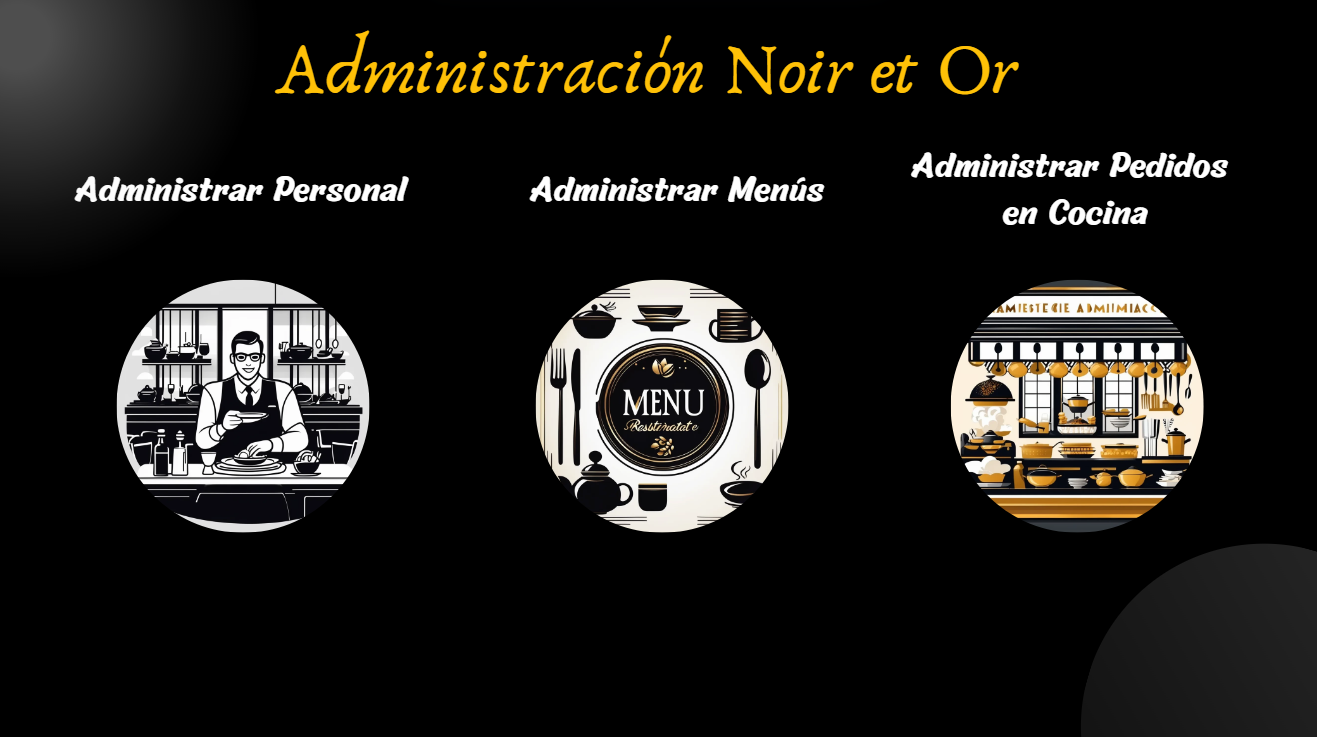 Administración Noir et Or
Administrar Personal
Administrar Menús
Administrar Pedidos
en Cocina
MENU